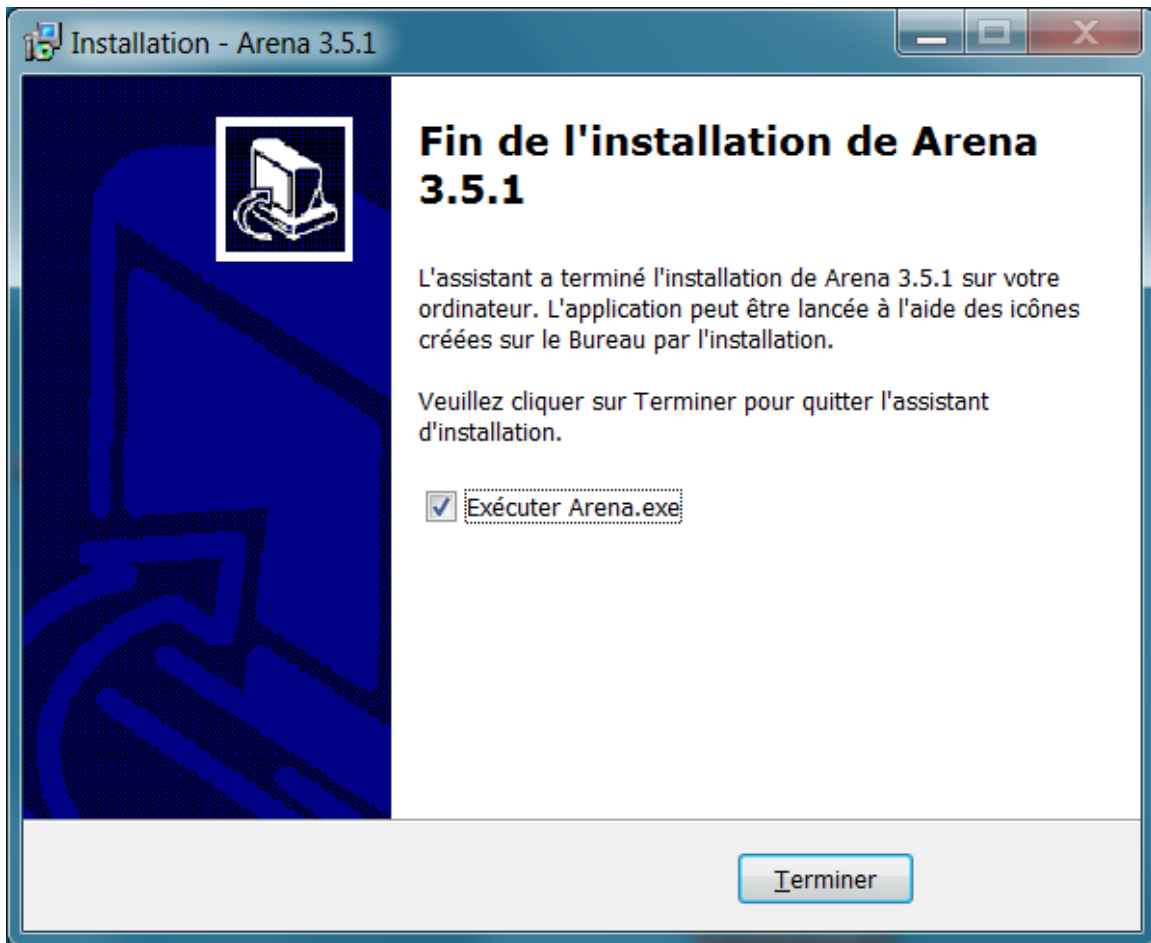 Installation - Arena 3.5.1
Fin de l'installation de Arena
3.5.1
L'assistant a terminé l'installation de Arena 3.5.1 sur votre
ordinateur. L'application peut être lancée à l'aide des icônes
créées sur le Bureau par l'installation.
Veuillez cliquer sur Terminer pour quitter l'assistant
d'installation.
Exécuter Arena.exe
Terminer